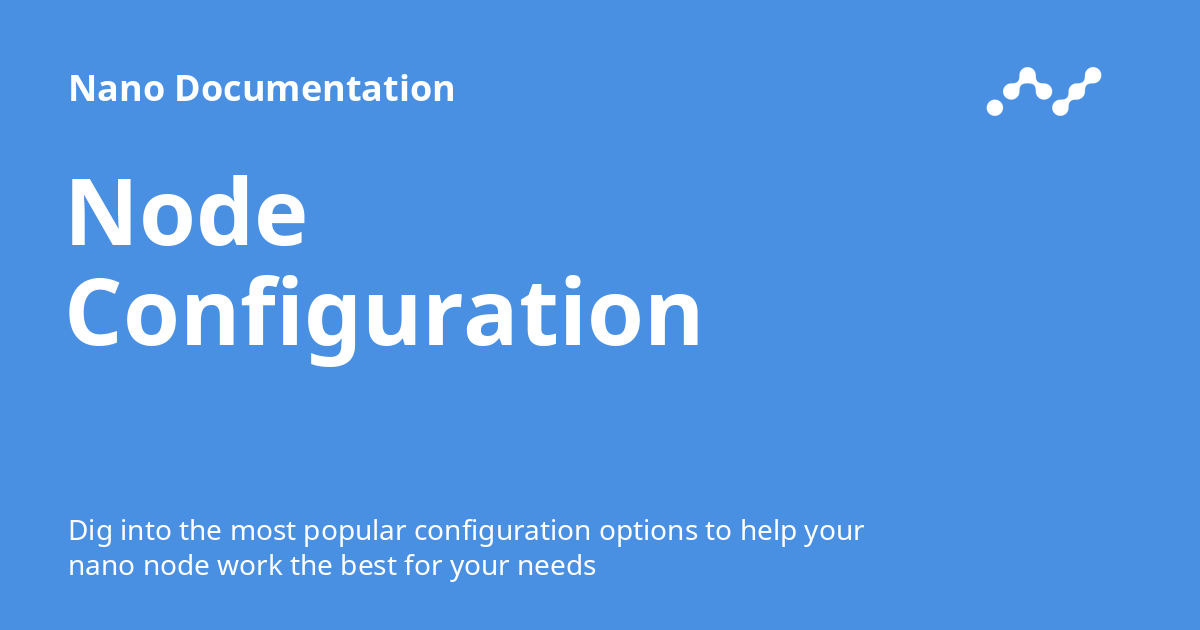 Nano Documentation
Node
Configuration
Dig into the most popular configuration options to help your
nano node work the best for your needs